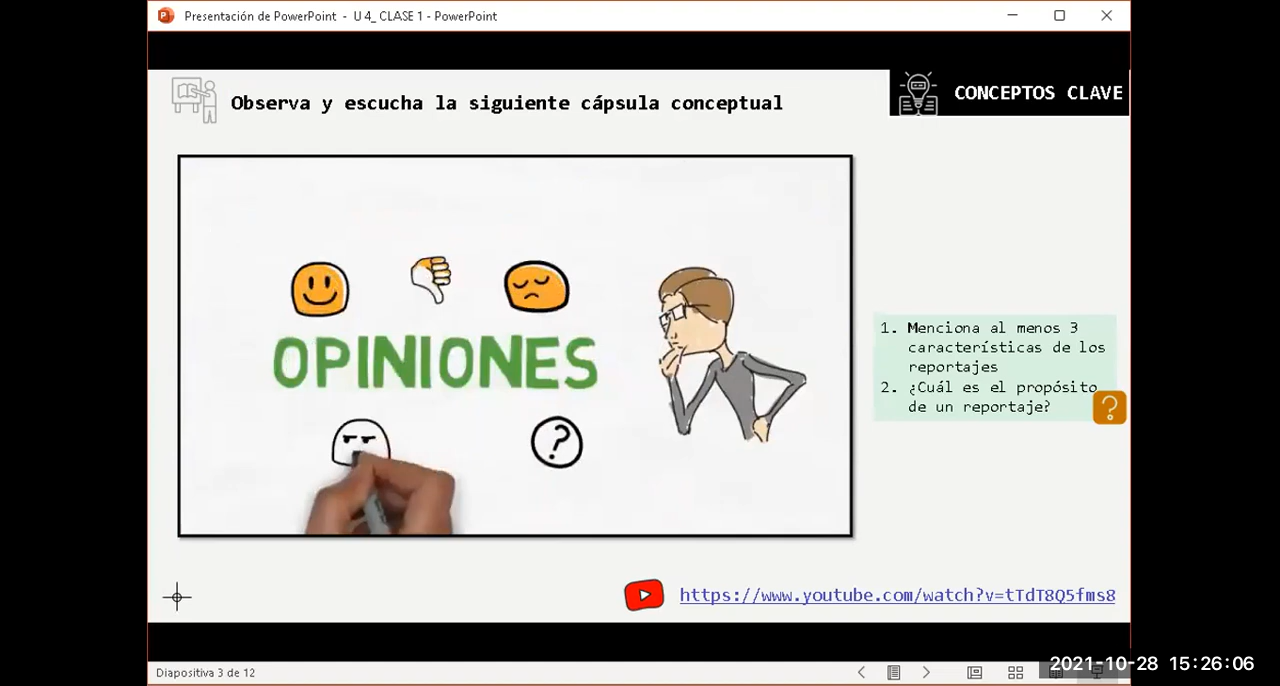 Presentación de PowerPoint - U 4_ CLASE 1 - PowerPoint
Observa y escucha la siguiente cápsula conceptual
CONCEPTOS CLAVE
OPINIONES
?
1. Menciona al menos 3
características de los
reportajes
2. ¿Cuál es el propósito
de un reportaje?
?
https://www.youtube.com/watch?v=tTdT8Q5fms8
Diapositiva 3 de 12
2021-10-28 15:26:06